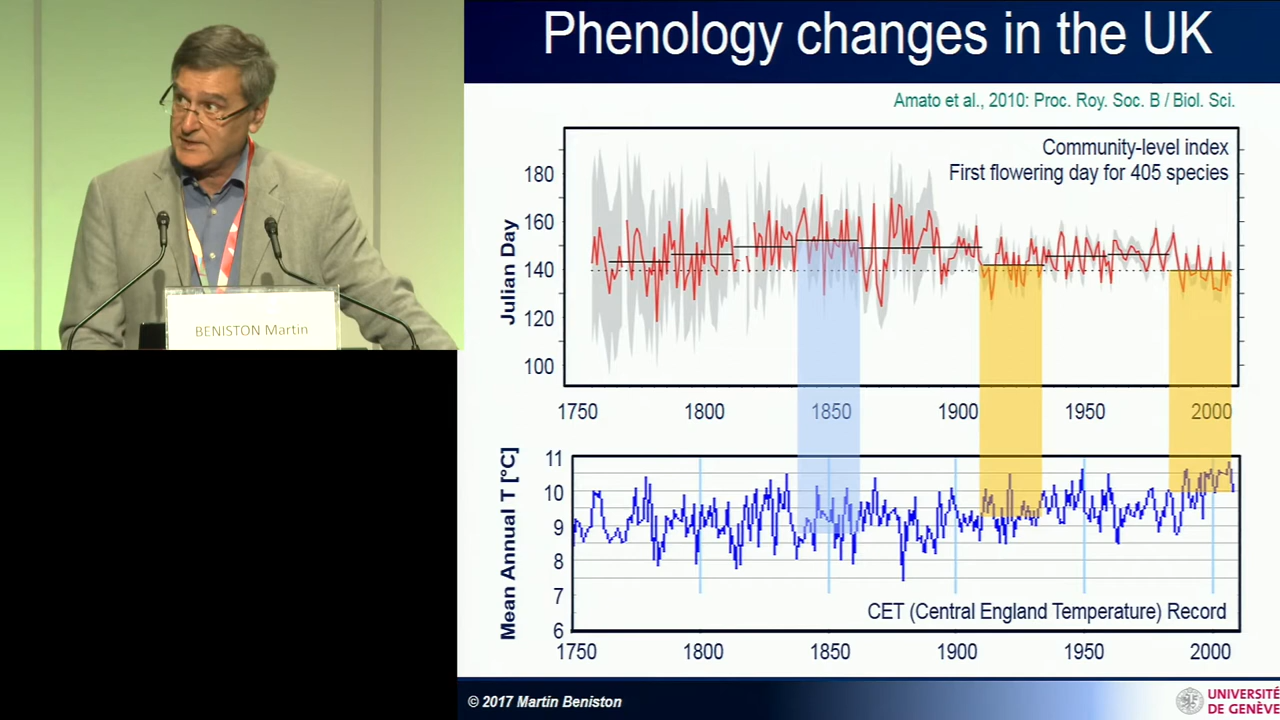 BENISTON Martin
Phenology changes in the UK
Amato et al., 2010: Proc. Roy. Soc. B / Biol. Sci.
Community-level index
First flowering day for 405 species
Julian Day
180
160
140
120
100
1750 1800 1850 1900 1950 2000
Mean Annual T [°C]
11
10
9
8
7
6
CET (Central England Temperature) Record
1750 1800 1850 1900 1950 2000
© 2017 Martin Beniston
UNIVERSITÉ
DE GENÈVE